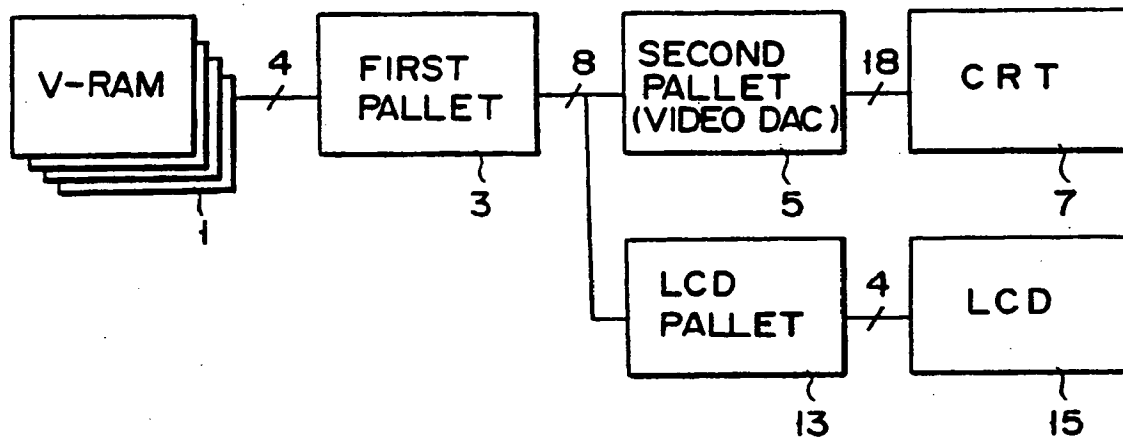 V-RAM
4
FIRST
PALLET
8
SECOND
PALLET
(VIDEO DAC)
18
CRT
1
3
5
7
LCD
PALLET
4
LCD
13
15